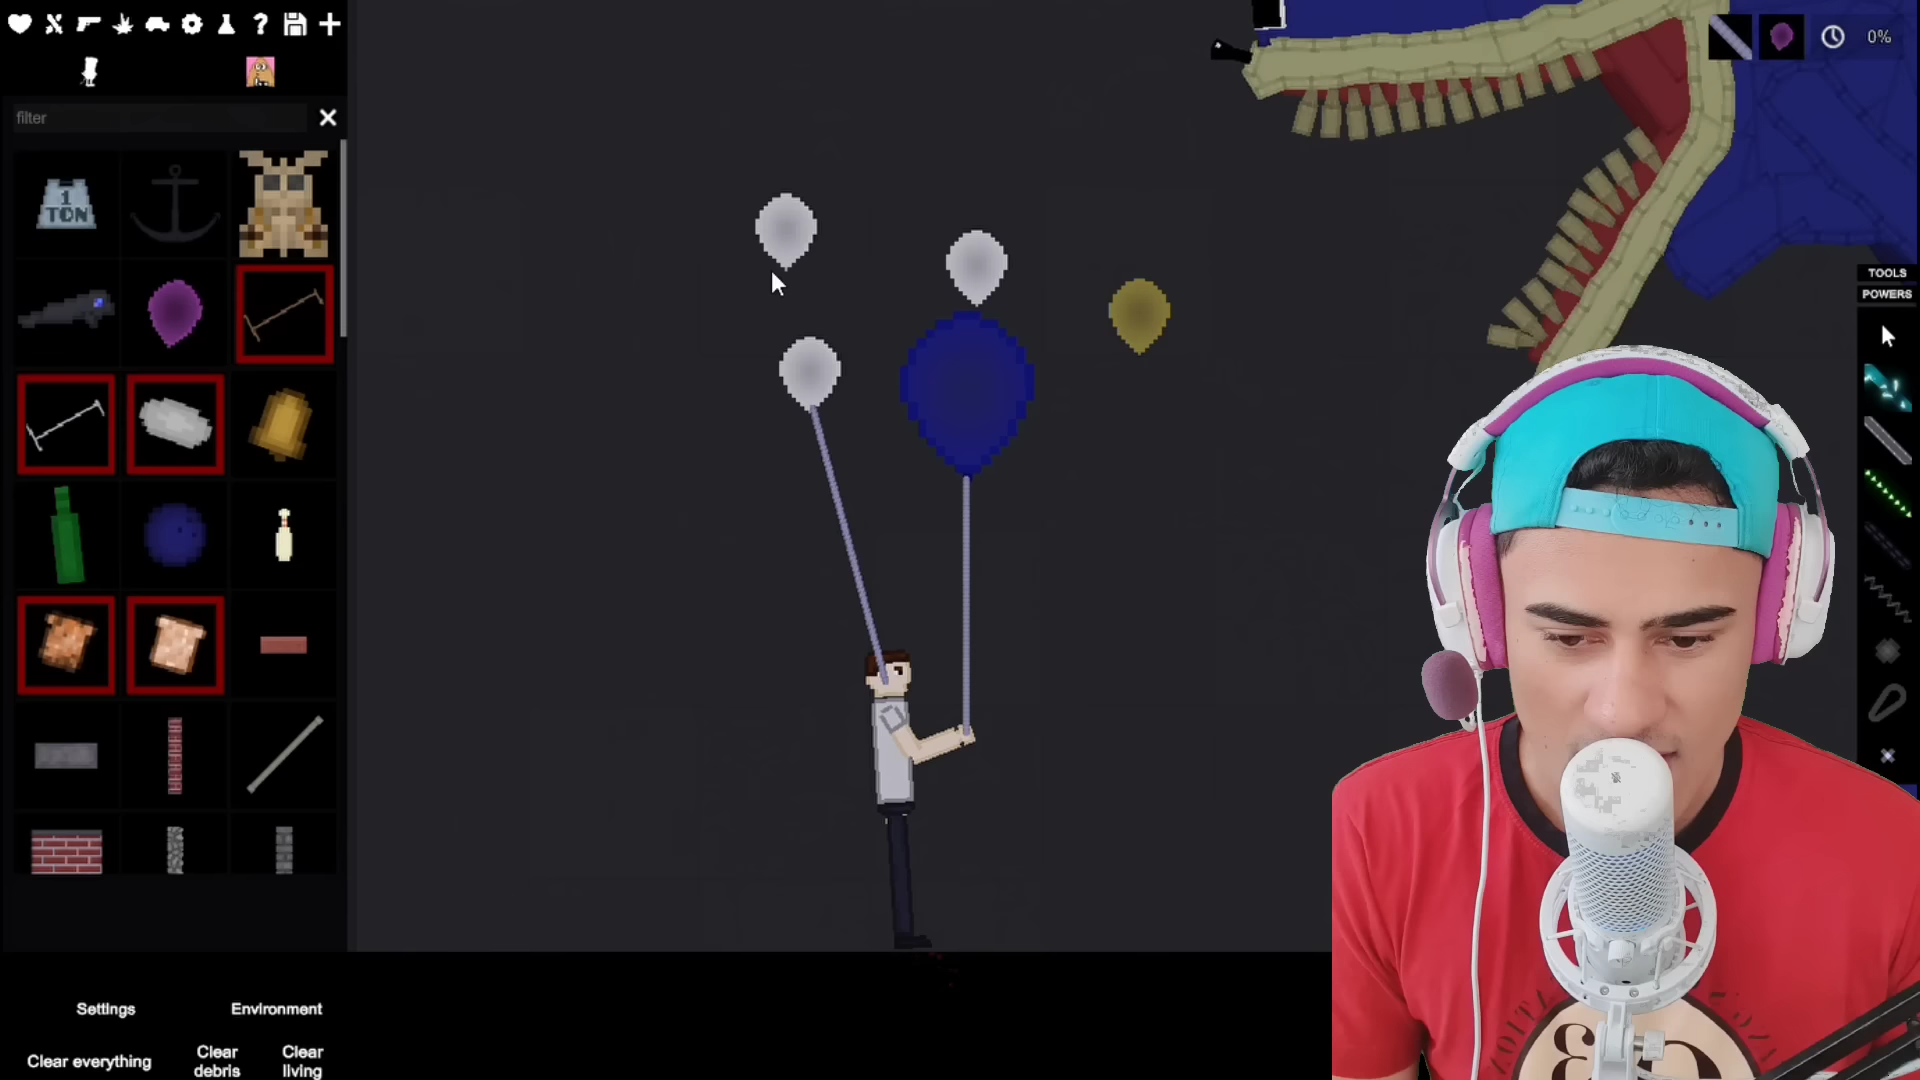 0%
filter
1
TON
TOOLS
POWERS
Settings
Environment
Clear everything
Clear
debris
Clear
living